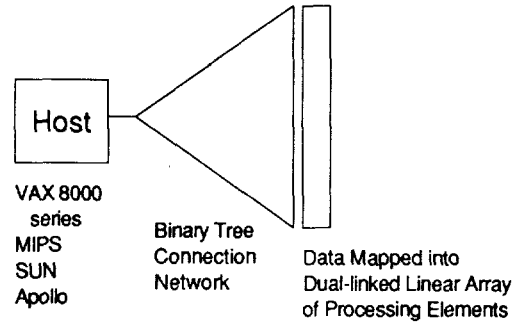 Host
VAX 8000
series
MIPS
SUN
Apollo
Binary Tree
Connection
Network
Data Mapped into
Dual-linked Linear Array
of Processing Elements